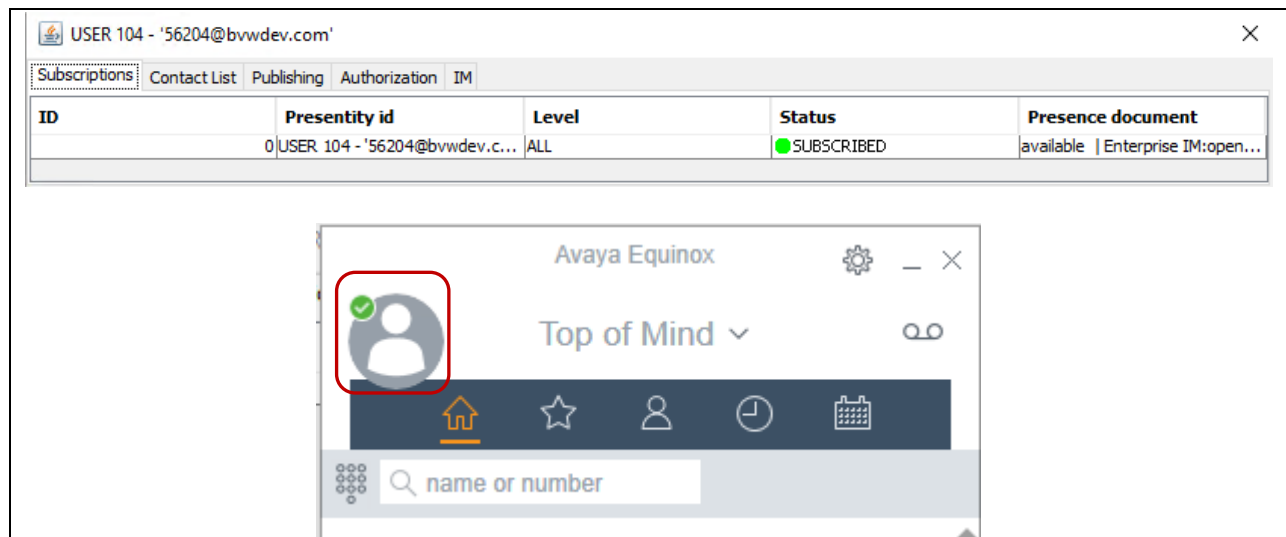 USER 104 - '56204@bvwdev.com'
Subscriptions Contact List Publishing Authorization IM
ID Presentity id Level Status Presence document
0 USER 104 - '56204@bvwdev.c... ALL SUBSCRIBED available | Enterprise IM:open...
Avaya Equinox
Top of Mind
name or number